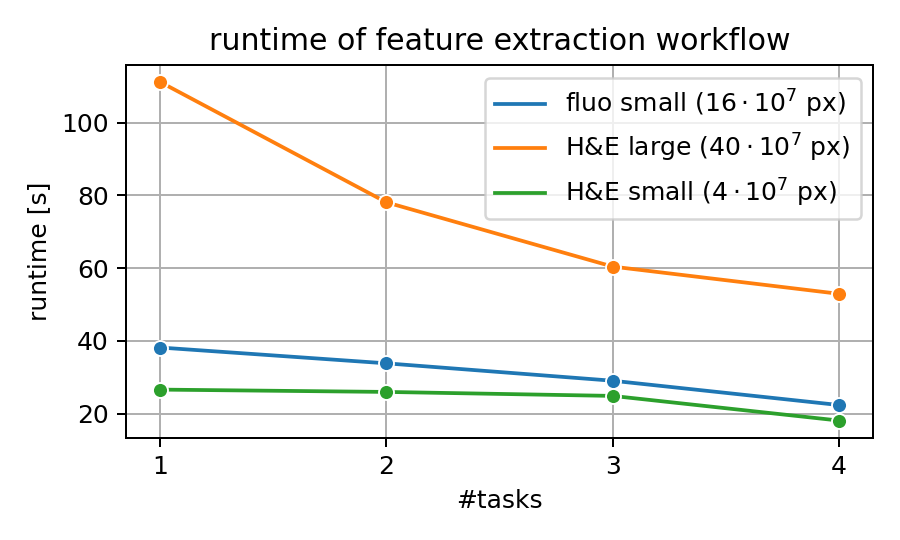 runtime of feature extraction workflow
fluo small (16 · 10⁷ px)
H&E large (40 · 10⁷ px)
H&E small (4 · 10⁷ px)
runtime [s]
100
80
60
40
20
1 2 3 4
#tasks